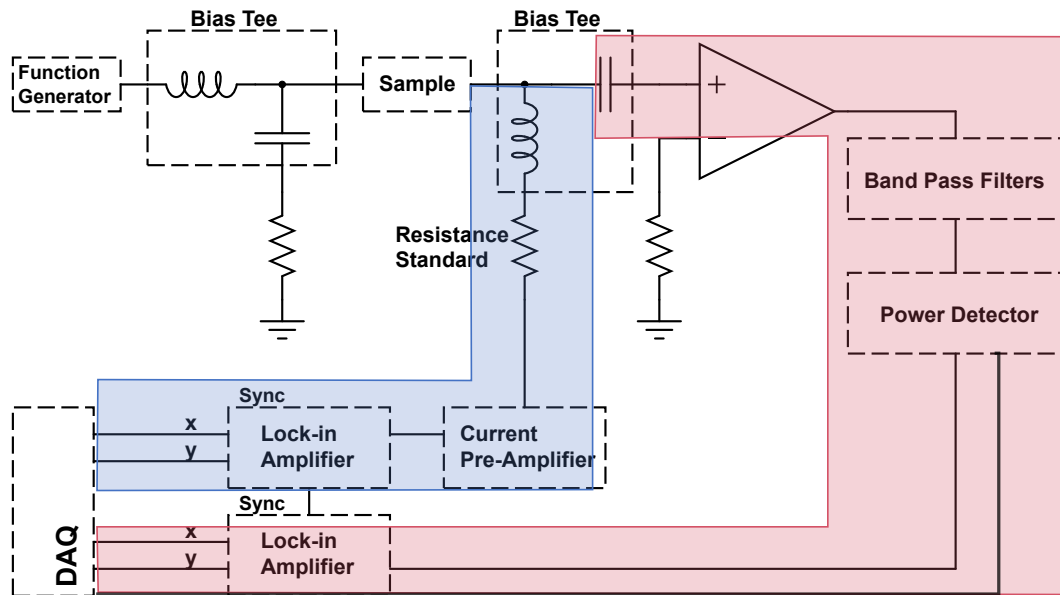 Bias Tee
Bias Tee
Function
Generator
Sample
+
Band Pass Filters
Resistance
Standard
Power Detector
Sync
x
y
Lock-in
Amplifier
Current
Pre-Amplifier
Sync
DAQ
x
y
Lock-in
Amplifier